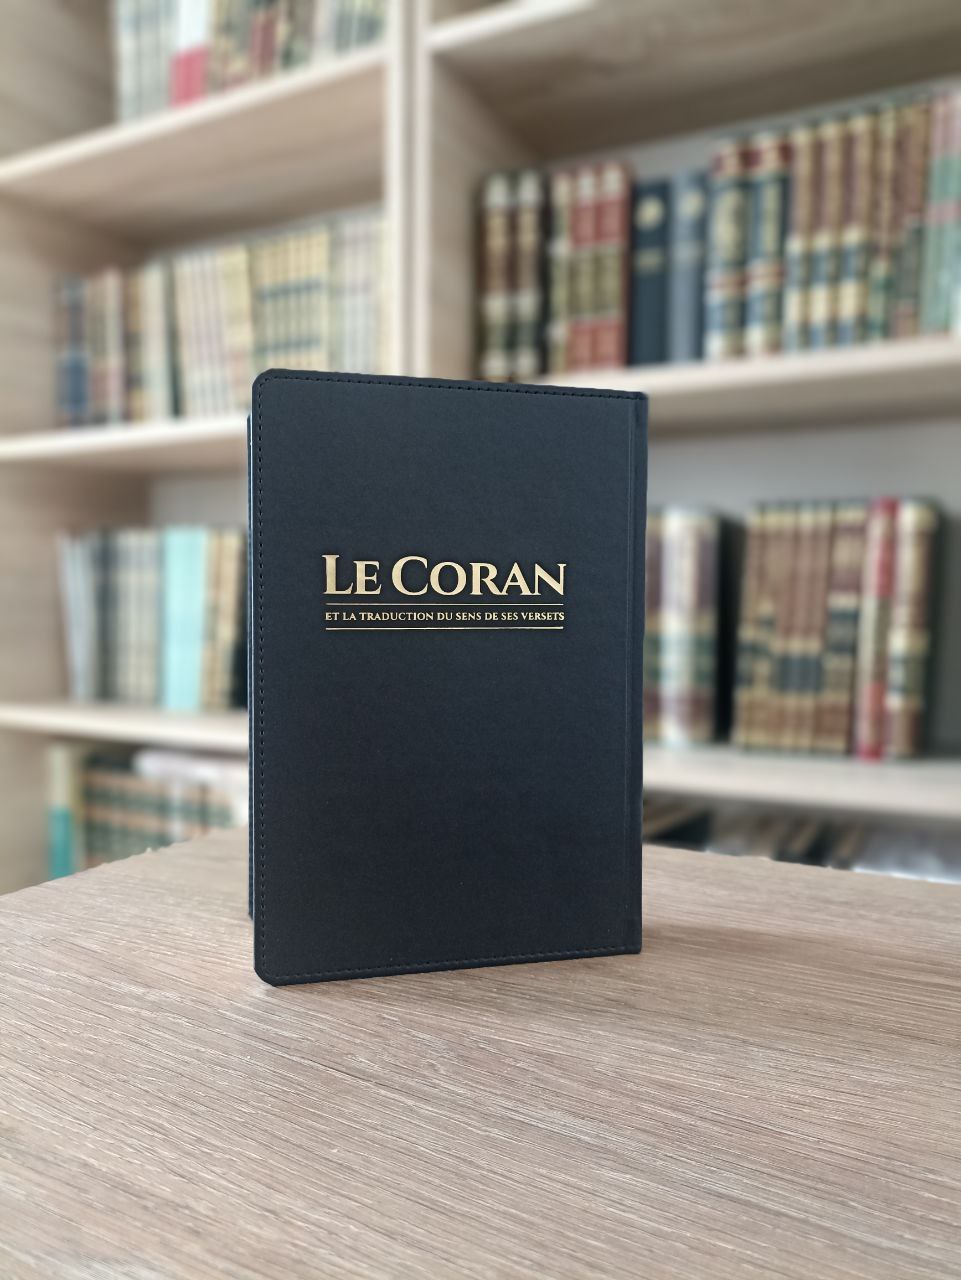 LE CORAN
ET LA TRADUCTION DU SENS DE SES VERSETS